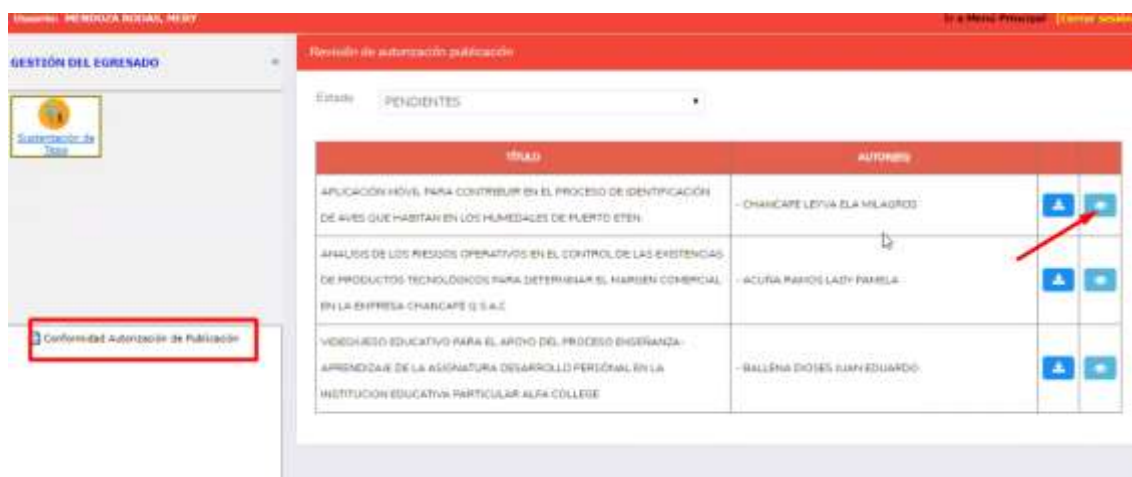 Usuario: MENDOZA RODAS, MERY
Ir a Menú Principal [Cerrar sesión
GESTIÓN DEL EGRESADO
Sustentación de
Tesis
Conformidad Autorización de Publicación
Revisión de autorización publicación
Estado PENDIENTES
TÍTULO AUTOR(ES)
APLICACIÓN MÓVIL PARA CONTRIBUIR EN EL PROCESO DE IDENTIFICACIÓN
DE AVES QUE HABITAN EN LOS HUMEDALES DE PUERTO ETEN
- CHANCAFE LEYVA ELA MILAGROS
ANALISIS DE LOS RIESGOS OPERATIVOS EN EL CONTROL DE LAS EXISTENCIAS
DE PRODUCTOS TECNOLÓGICOS PARA DETERMINAR EL MARGEN COMERCIAL
EN LA EMPRESA CHANCAFE Q S.A.C
- ACUÑA RAMOS LADY PAMELA
VIDEOJUEGO EDUCATIVO PARA EL APOYO DEL PROCESO ENSEÑANZA-
APRENDIZAJE DE LA ASIGNATURA DESARROLLO PERSONAL EN LA
INSTITUCION EDUCATIVA PARTICULAR ALFA COLLEGE
- BALLENA DIOSES JUAN EDUARDO